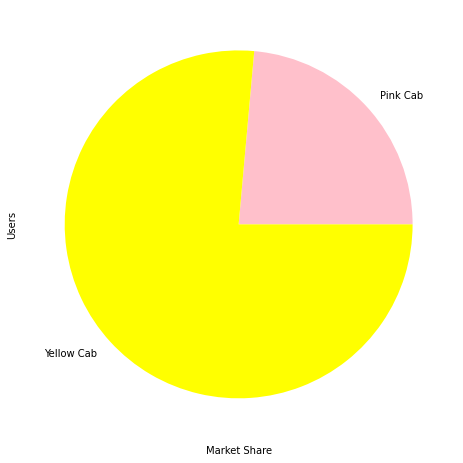 Pink Cab
Users
Yellow Cab
Market Share